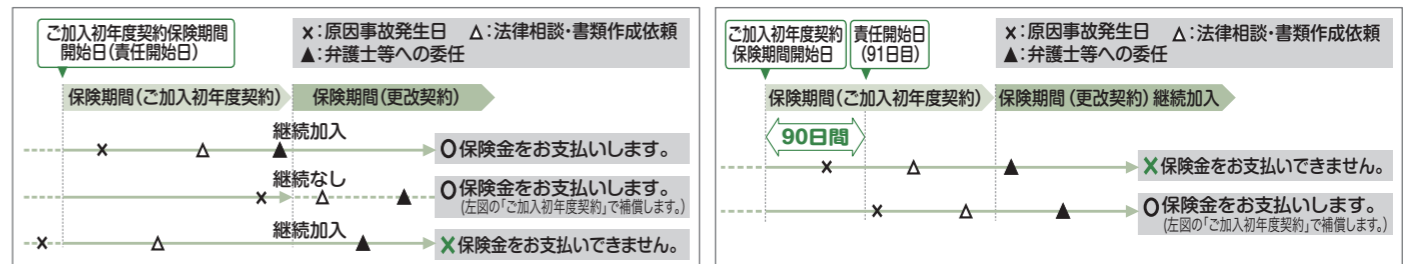 ご加入初年度契約保険期間
開始日(責任開始日)
×:原因事故発生日 △:法律相談・書類作成依頼
▲:弁護士等への委任
保険期間(ご加入初年度契約)
保険期間(更改契約)
継続加入
○保険金をお支払いします。
継続なし
○保険金をお支払いします。
(左図の「ご加入初年度契約」で補償します。)
継続加入
×保険金をお支払いできません。
ご加入初年度契約
保険期間開始日
責任開始日
(91日目)
×:原因事故発生日 △:法律相談・書類作成依頼
▲:弁護士等への委任
保険期間(ご加入初年度契約)
保険期間(更改契約)継続加入
90日間
×保険金をお支払いできません。
○保険金をお支払いします。
(左図の「ご加入初年度契約」で補償します。)